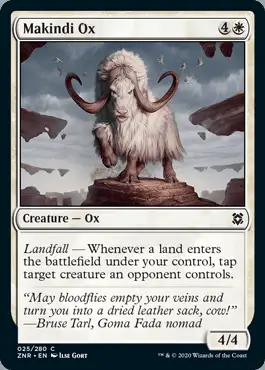 Makindi Ox 4
Creature — Ox
Landfall — Whenever a land enters
the battlefield under your control, tap
target creature an opponent controls.
"May bloodflies empty your veins and
turn you into a dried leather sack, cow!"
—Bruse Tarl, Goma Fada nomad
4/4
025/280 C
ZNR • EN Ilse Gort
™ & © 2020 Wizards of the Coast